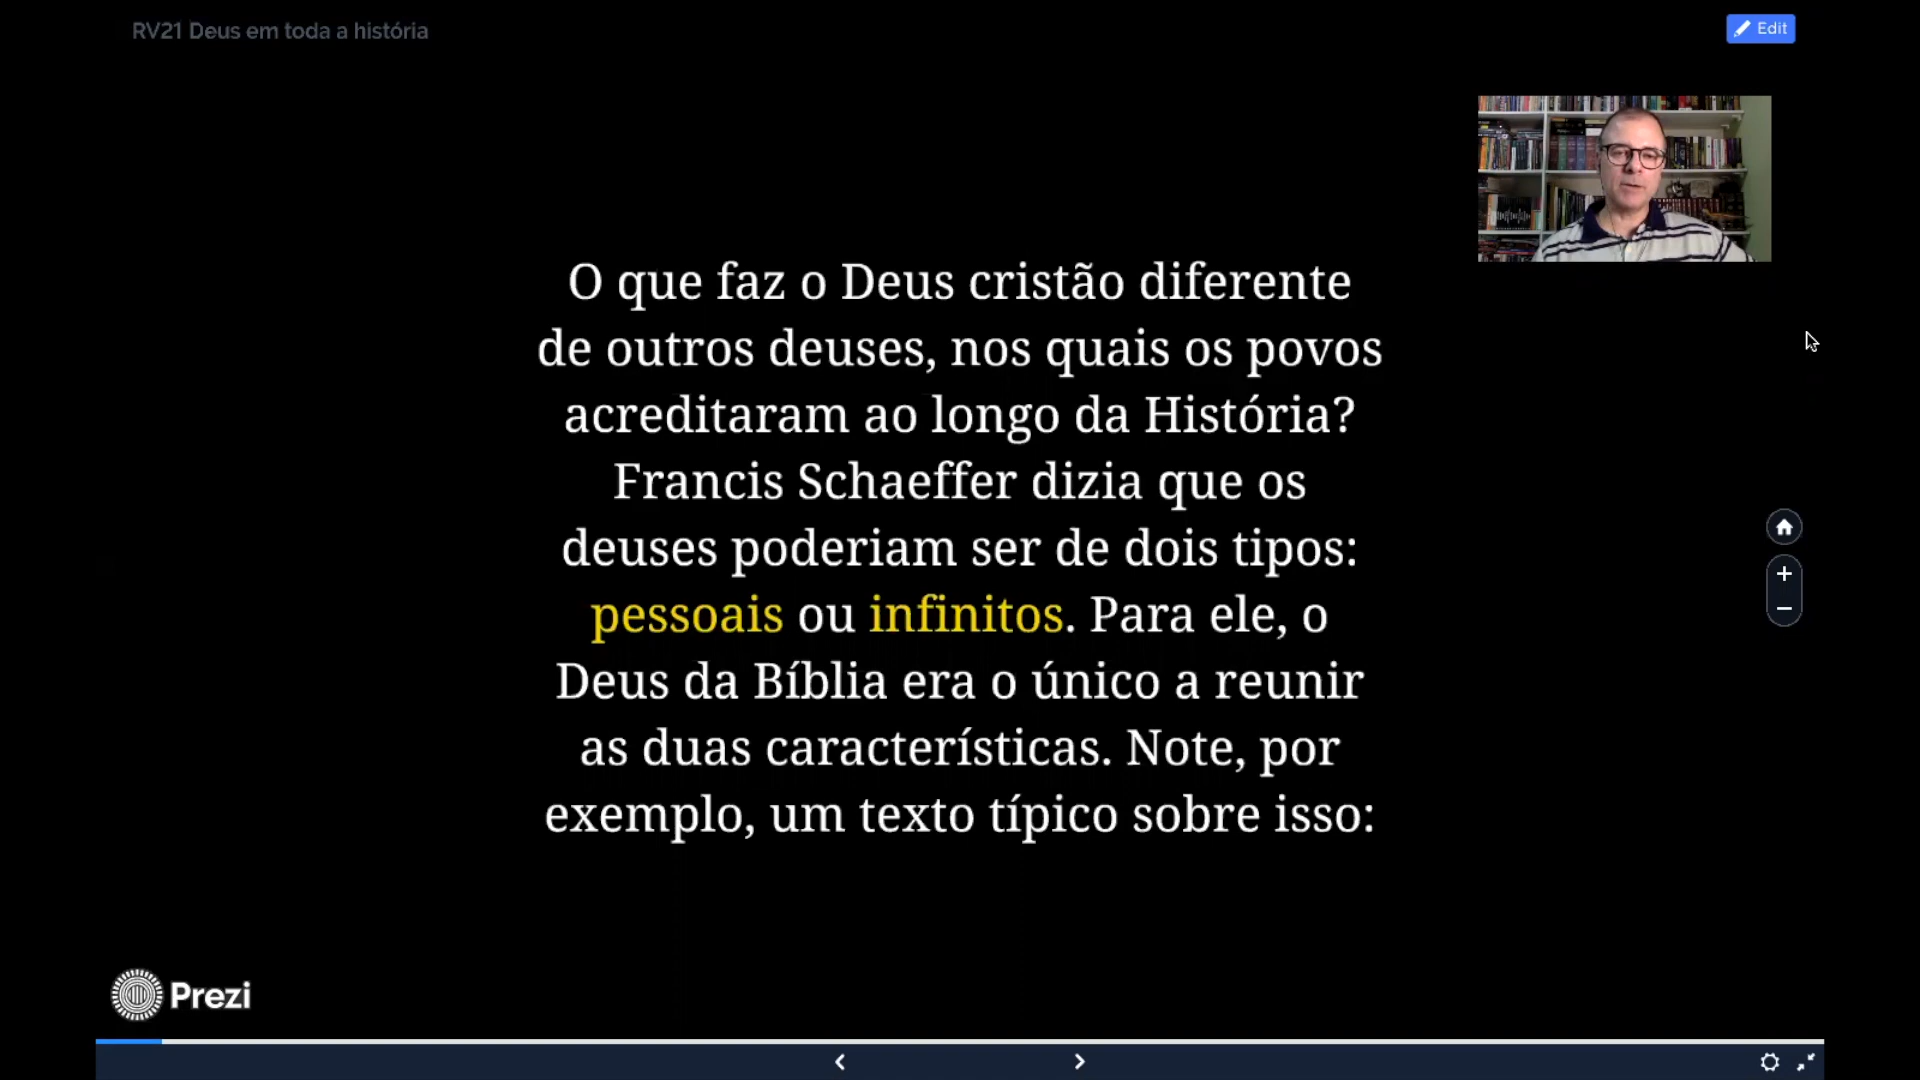 RV21 Deus em toda a história
Edit
O que faz o Deus cristão diferente
de outros deuses, nos quais os povos
acreditaram ao longo da História?
Francis Schaeffer dizia que os
deuses poderiam ser de dois tipos:
pessoais ou infinitos. Para ele, o
Deus da Bíblia era o único a reunir
as duas características. Note, por
exemplo, um texto típico sobre isso:
Prezi